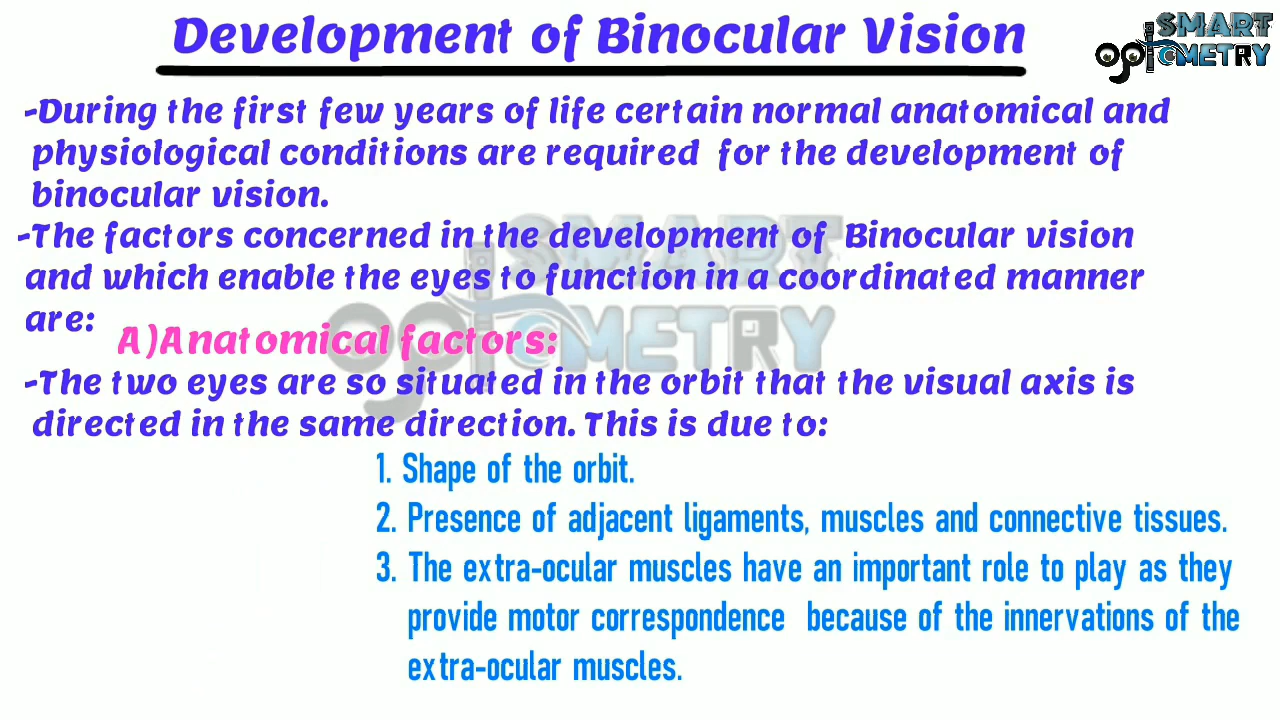 Development of Binocular Vision
SMART
OptOMETRY
-During the first few years of life certain normal anatomical and
physiological conditions are required for the development of
binocular vision.
-The factors concerned in the development of Binocular vision
and which enable the eyes to function in a coordinated manner
are:
A)Anatomical factors:
-The two eyes are so situated in the orbit that the visual axis is
directed in the same direction. This is due to:
1. Shape of the orbit.
2. Presence of adjacent ligaments, muscles and connective tissues.
3. The extra-ocular muscles have an important role to play as they
provide motor correspondence because of the innervations of the
extra-ocular muscles.
SMART
OptOMETRY